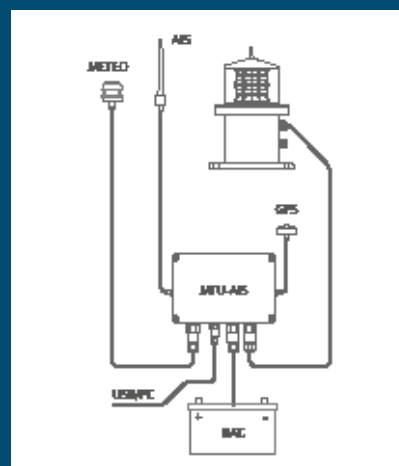 AIS
METEO
GPS
MTU-AIS
USB/PC
+ -
BAT